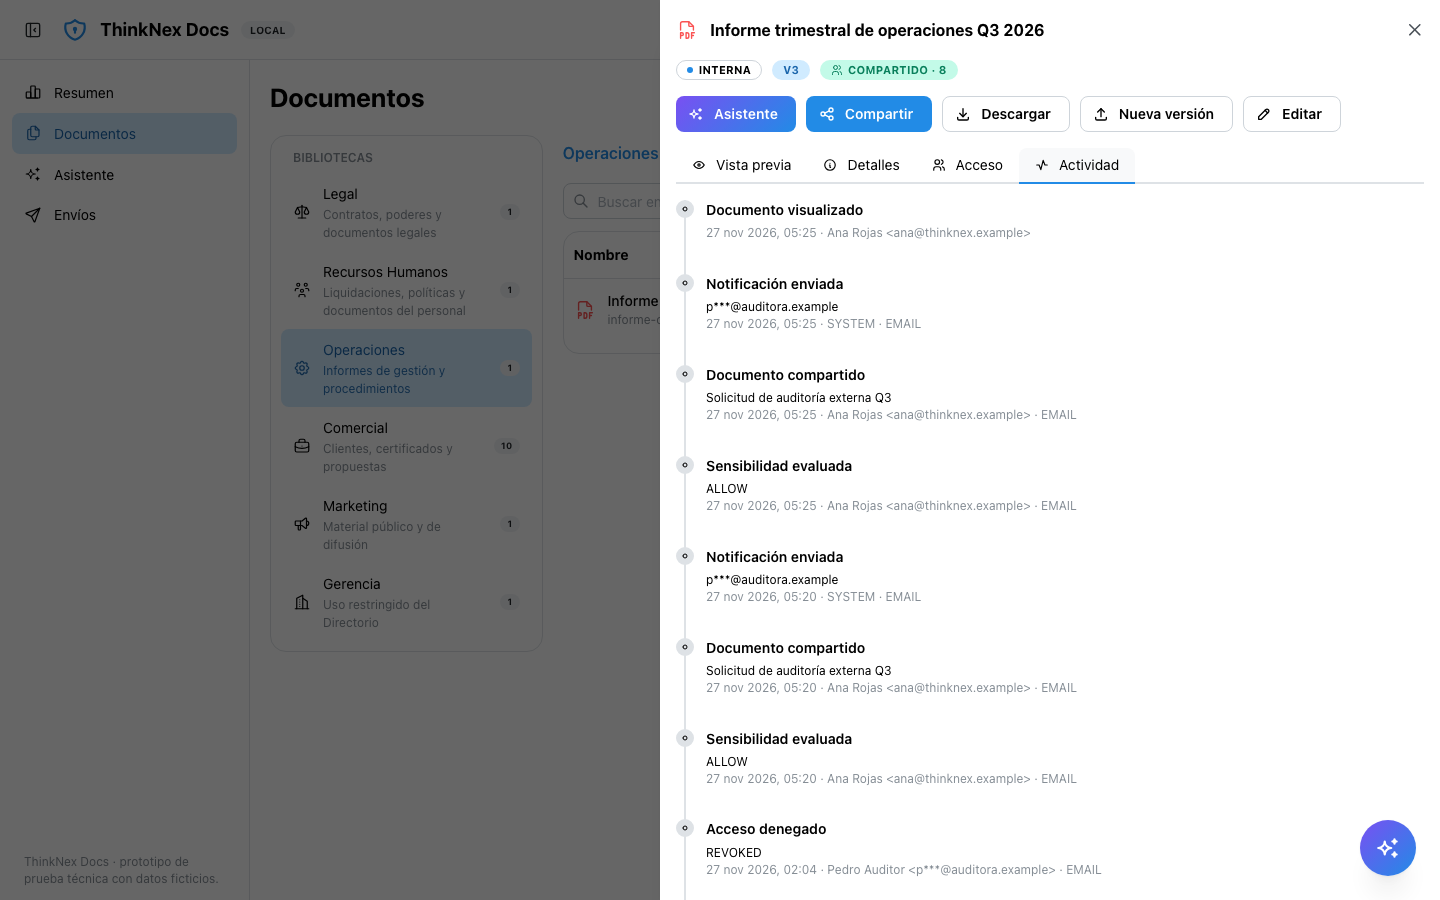 ThinkNex Docs
LOCAL
Resumen
Documentos
Asistente
Envíos
ThinkNex Docs · prototipo de
prueba técnica con datos ficticios.
Documentos
BIBLIOTECAS
Legal
Contratos, poderes y
documentos legales
1
Recursos Humanos
Liquidaciones, políticas y
documentos del personal
1
Operaciones
Informes de gestión y
procedimientos
1
Comercial
Clientes, certificados y
propuestas
10
Marketing
Material público y de
difusión
1
Gerencia
Uso restringido del
Directorio
1
Operaciones
Buscar en
Nombre
PDF
Informe
informe-
PDF
Informe trimestral de operaciones Q3 2026
INTERNA
V3
COMPARTIDO · 8
Asistente
Compartir
Descargar
Nueva versión
Editar
Vista previa
Detalles
Acceso
Actividad
Documento visualizado
27 nov 2026, 05:25 · Ana Rojas <ana@thinknex.example>
Notificación enviada
p***@auditora.example
27 nov 2026, 05:25 · SYSTEM · EMAIL
Documento compartido
Solicitud de auditoría externa Q3
27 nov 2026, 05:25 · Ana Rojas <ana@thinknex.example> · EMAIL
Sensibilidad evaluada
ALLOW
27 nov 2026, 05:25 · Ana Rojas <ana@thinknex.example> · EMAIL
Notificación enviada
p***@auditora.example
27 nov 2026, 05:20 · SYSTEM · EMAIL
Documento compartido
Solicitud de auditoría externa Q3
27 nov 2026, 05:20 · Ana Rojas <ana@thinknex.example> · EMAIL
Sensibilidad evaluada
ALLOW
27 nov 2026, 05:20 · Ana Rojas <ana@thinknex.example> · EMAIL
Acceso denegado
REVOKED
27 nov 2026, 02:04 · Pedro Auditor <p***@auditora.example> · EMAIL